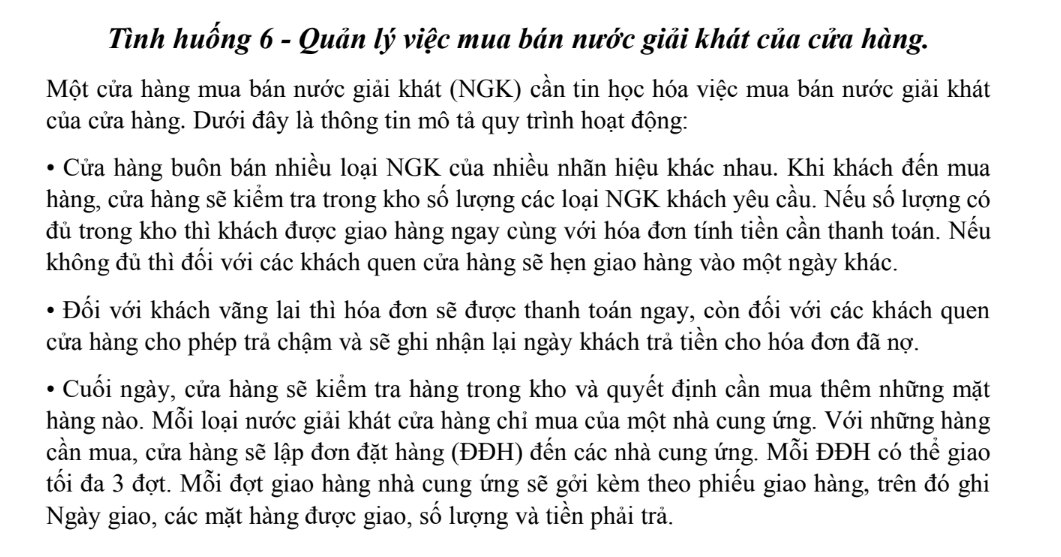 Tình huống 6 - Quản lý việc mua bán nước giải khát của cửa hàng.
Một cửa hàng mua bán nước giải khát (NGK) cần tin học hóa việc mua bán nước giải khát
của cửa hàng. Dưới đây là thông tin mô tả quy trình hoạt động:
• Cửa hàng buôn bán nhiều loại NGK của nhiều nhãn hiệu khác nhau. Khi khách đến mua
hàng, cửa hàng sẽ kiểm tra trong kho số lượng các loại NGK khách yêu cầu. Nếu số lượng có
đủ trong kho thì khách được giao hàng ngay cùng với hóa đơn tính tiền cần thanh toán. Nếu
không đủ thì đối với các khách quen cửa hàng sẽ hẹn giao hàng vào một ngày khác.
• Đối với khách vãng lai thì hóa đơn sẽ được thanh toán ngay, còn đối với các khách quen
cửa hàng cho phép trả chậm và sẽ ghi nhận lại ngày khách trả tiền cho hóa đơn đã nợ.
• Cuối ngày, cửa hàng sẽ kiểm tra hàng trong kho và quyết định cần mua thêm những mặt
hàng nào. Mỗi loại nước giải khát cửa hàng chỉ mua của một nhà cung ứng. Với những hàng
cần mua, cửa hàng sẽ lập đơn đặt hàng (ĐĐH) đến các nhà cung ứng. Mỗi ĐĐH có thể giao
tối đa 3 đợt. Mỗi đợt giao hàng nhà cung ứng sẽ gởi kèm theo phiếu giao hàng, trên đó ghi
Ngày giao, các mặt hàng được giao, số lượng và tiền phải trả.